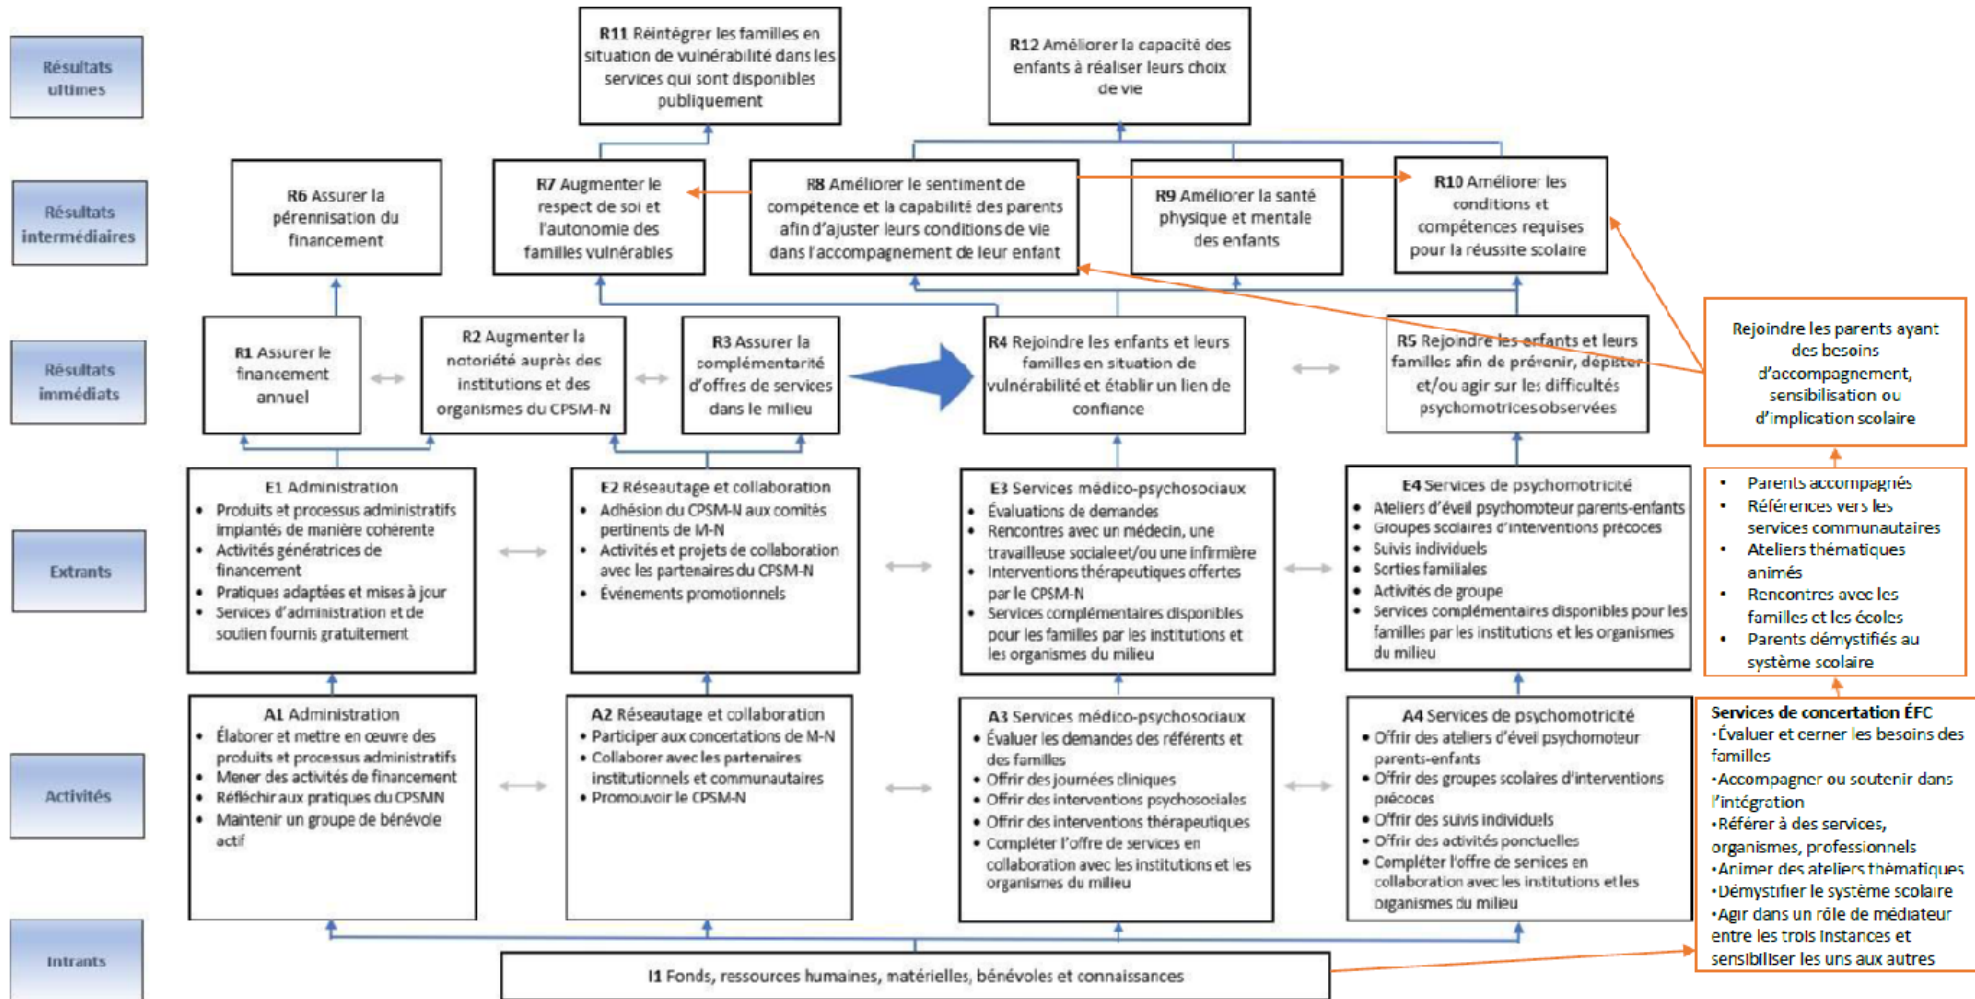 Résultats
ultimes
R11 Réintégrer les familles en
situation de vulnérabilité dans les
services qui sont disponibles
publiquement
R12 Améliorer la capacité des
enfants à réaliser leurs choix
de vie
Résultats
intermédiaires
R6 Assurer la
pérennisation du
financement
R7 Augmenter le
respect de soi et
l'autonomie des
familles vulnérables
R8 Améliorer le sentiment de
compétence et la capabilité des parents
afin d'ajuster leurs conditions de vie
dans l'accompagnement de leur enfant
R9 Améliorer la santé
physique et mentale
des enfants
R10 Améliorer les
conditions et
compétences requises
pour la réussite scolaire
Résultats
immédiats
R1 Assurer le
financement
annuel
R2 Augmenter la
notoriété auprès des
institutions et des
organismes du CPSM-N
R3 Assurer la
complémentarité
d'offres de services
dans le milieu
R4 Rejoindre les enfants et leurs
familles en situation de
vulnérabilité et établir un lien de
confiance
R5 Rejoindre les enfants et leurs
familles afin de prévenir, dépister
et/ou agir sur les difficultés
psychomotrices observées
Rejoindre les parents ayant
des besoins
d'accompagnement,
sensibilisation ou
d'implication scolaire
Extrants
E1 Administration
• Produits et processus administratifs
implantés de manière cohérente
• Activités génératrices de
financement
• Pratiques adaptées et mises à jour
• Services d'administration et de
soutien fournis gratuitement
E2 Réseautage et collaboration
• Adhésion du CPSM-N aux comités
pertinents de M-N
• Activités et projets de collaboration
avec les partenaires du CPSM-N
• Événements promotionnels
E3 Services médico-psychosociaux
• Évaluations de demandes
• Rencontres avec un médecin, une
travailleuse sociale et/ou une infirmière
• Interventions thérapeutiques offertes
par le CPSM-N
• Services complémentaires disponibles
pour les familles par les institutions et
les organismes du milieu
E4 Services de psychomotricité
• Ateliers d'éveil psychomoteur parents-enfants
• Groupes scolaires d'interventions précoces
• Suivis individuels
• Sorties familiales
• Activités de groupe
• Services complémentaires disponibles pour les
familles par les institutions et les organismes
du milieu
• Parents accompagnés
• Références vers les
services communautaires
• Ateliers thématiques
animés
• Rencontres avec les
familles et les écoles
• Parents démystifiés au
système scolaire
Activités
A1 Administration
• Élaborer et mettre en œuvre des
produits et processus administratifs
• Mener des activités de financement
• Réfléchir aux pratiques du CPSMN
• Maintenir un groupe de bénévole
actif
A2 Réseautage et collaboration
• Participer aux concertations de M-N
• Collaborer avec les partenaires
institutionnels et communautaires
• Promouvoir le CPSM-N
A3 Services médico-psychosociaux
• Évaluer les demandes des référents et
des familles
• Offrir des journées cliniques
• Offrir des interventions psychosociales
• Offrir des interventions thérapeutiques
• Compléter l'offre de services en
collaboration avec les institutions et les
organismes du milieu
A4 Services de psychomotricité
• Offrir des ateliers d'éveil psychomoteur
parents-enfants
• Offrir des groupes scolaires d'interventions
précoces
• Offrir des suivis individuels
• Offrir des activités ponctuelles
• Compléter l'offre de services en
collaboration avec les institutions et les
organismes du milieu
Services de concertation ÉFC
•Évaluer et cerner les besoins des
familles
•Accompagner ou soutenir dans
l'intégration
•Référer à des services,
organismes, professionnels
•Animer des ateliers thématiques
•Démystifier le système scolaire
•Agir dans un rôle de médiateur
entre les trois instances et
sensibiliser les uns aux autres
Intrants
I1 Fonds, ressources humaines, matérielles, bénévoles et connaissances